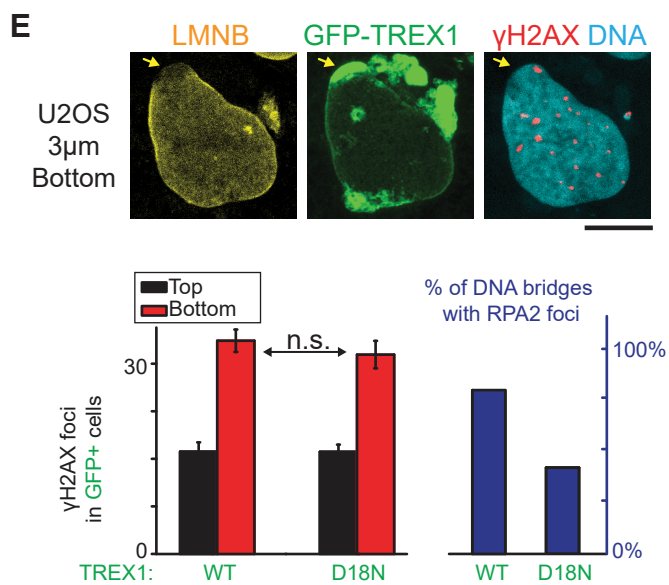 E
LMNB
GFP-TREX1
γH2AX DNA
U2OS
3μm
Bottom
Top
Bottom
γH2AX foci
in GFP+ cells
30
0
n.s.
% of DNA bridges
with RPA2 foci
100%
0%
TREX1: WT D18N
WT D18N